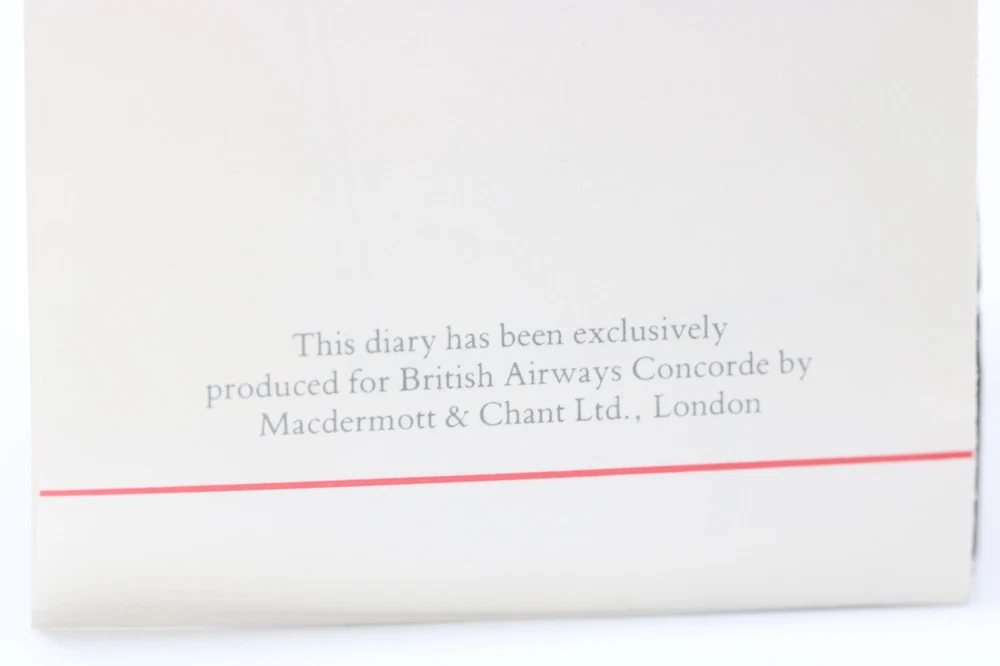 This diary has been exclusively
produced for British Airways Concorde by
Macdermott & Chant Ltd., London